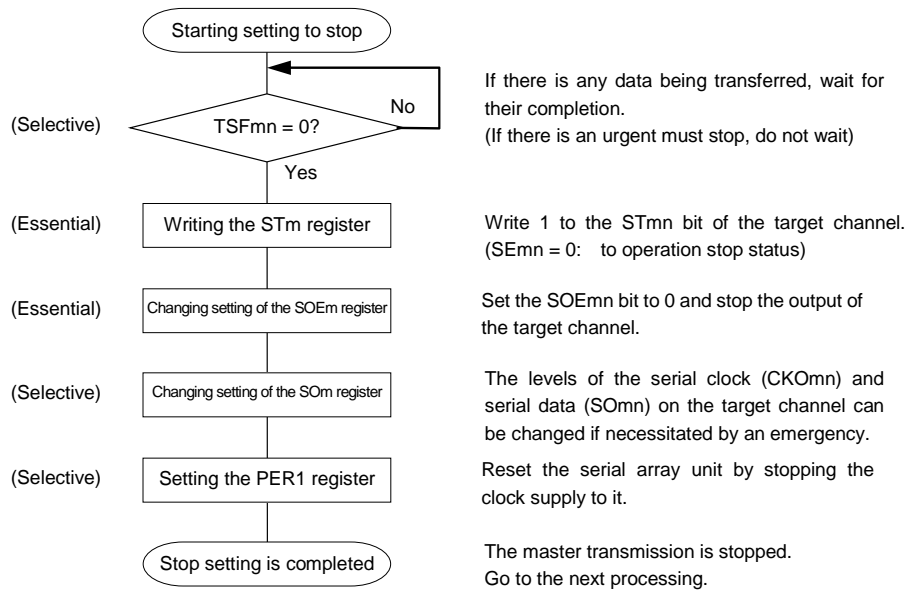 Starting setting to stop
No
(Selective)
TSFmn = 0?
If there is any data being transferred, wait for
their completion.
(If there is an urgent must stop, do not wait)
Yes
(Essential)
Writing the STm register
Write 1 to the STmn bit of the target channel.
(SEmn = 0: to operation stop status)
(Essential)
Changing setting of the SOEm register
Set the SOEmn bit to 0 and stop the output of
the target channel.
(Selective)
Changing setting of the SOm register
The levels of the serial clock (CKOmn) and
serial data (SOmn) on the target channel can
be changed if necessitated by an emergency.
(Selective)
Setting the PER1 register
Reset the serial array unit by stopping the
clock supply to it.
Stop setting is completed
The master transmission is stopped.
Go to the next processing.